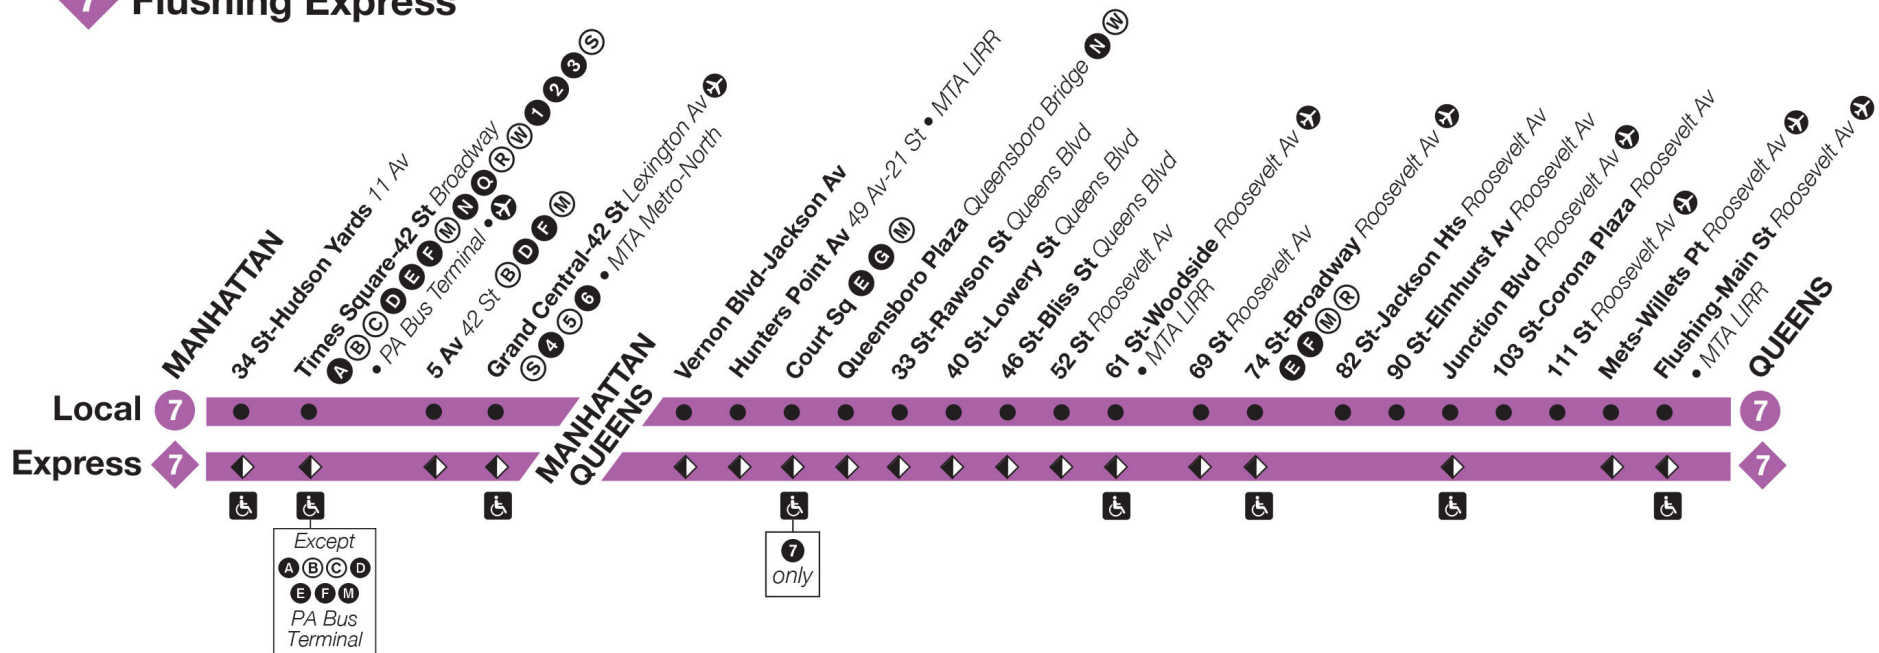 7 Flushing Express
MANHATTAN
34 St-Hudson Yards 11 Av
Times Square-42 St Broadway
A B C D E F M N Q R W 1 2 3 S
• PA Bus Terminal •
5 Av 42 St B D F M
Grand Central-42 St Lexington Av
S 4 5 6 • MTA Metro-North
MANHATTAN
QUEENS
Vernon Blvd-Jackson Av
Hunters Point Av 49 Av-21 St • MTA LIRR
Court Sq E G M
Queensboro Plaza Queensboro Bridge N W
33 St-Rawson St Queens Blvd
40 St-Lowery St Queens Blvd
46 St-Bliss St Queens Blvd
52 St Roosevelt Av
61 St-Woodside Roosevelt Av
• MTA LIRR
69 St Roosevelt Av
74 St-Broadway Roosevelt Av
E F M R
82 St-Jackson Hts Roosevelt Av
90 St-Elmhurst Av Roosevelt Av
Junction Blvd Roosevelt Av
103 St-Corona Plaza Roosevelt Av
111 St Roosevelt Av
Mets-Willets Pt Roosevelt Av
Flushing-Main St Roosevelt Av
• MTA LIRR
QUEENS
Local 7 7
Express 7 7
Except
A B C D
E F M
PA Bus
Terminal
7
only